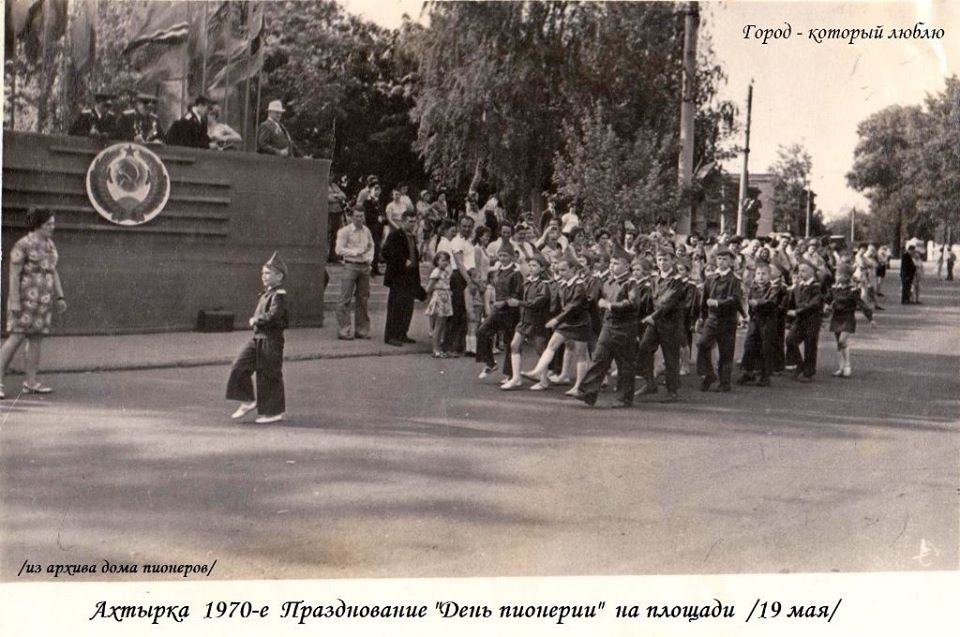 Город - который люблю
/из архива дома пионеров/
Ахтырка 1970-е Празднование "День пионерии" на площади /19 мая/